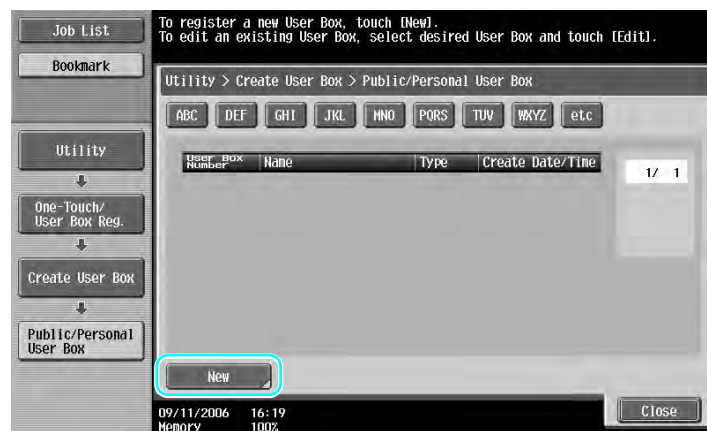 Job List
Bookmark
To register a new User Box, touch [New].
To edit an existing User Box, select desired User Box and touch [Edit].
Utility > Create User Box > Public/Personal User Box
ABC DEF GHI JKL MNO PQRS TUV WXYZ etc
User Box Number Name Type Create Date/Time
1/ 1
Utility
One-Touch/
User Box Reg.
Create User Box
Public/Personal
User Box
New
09/11/2006 16:19
Memory 100%
Close